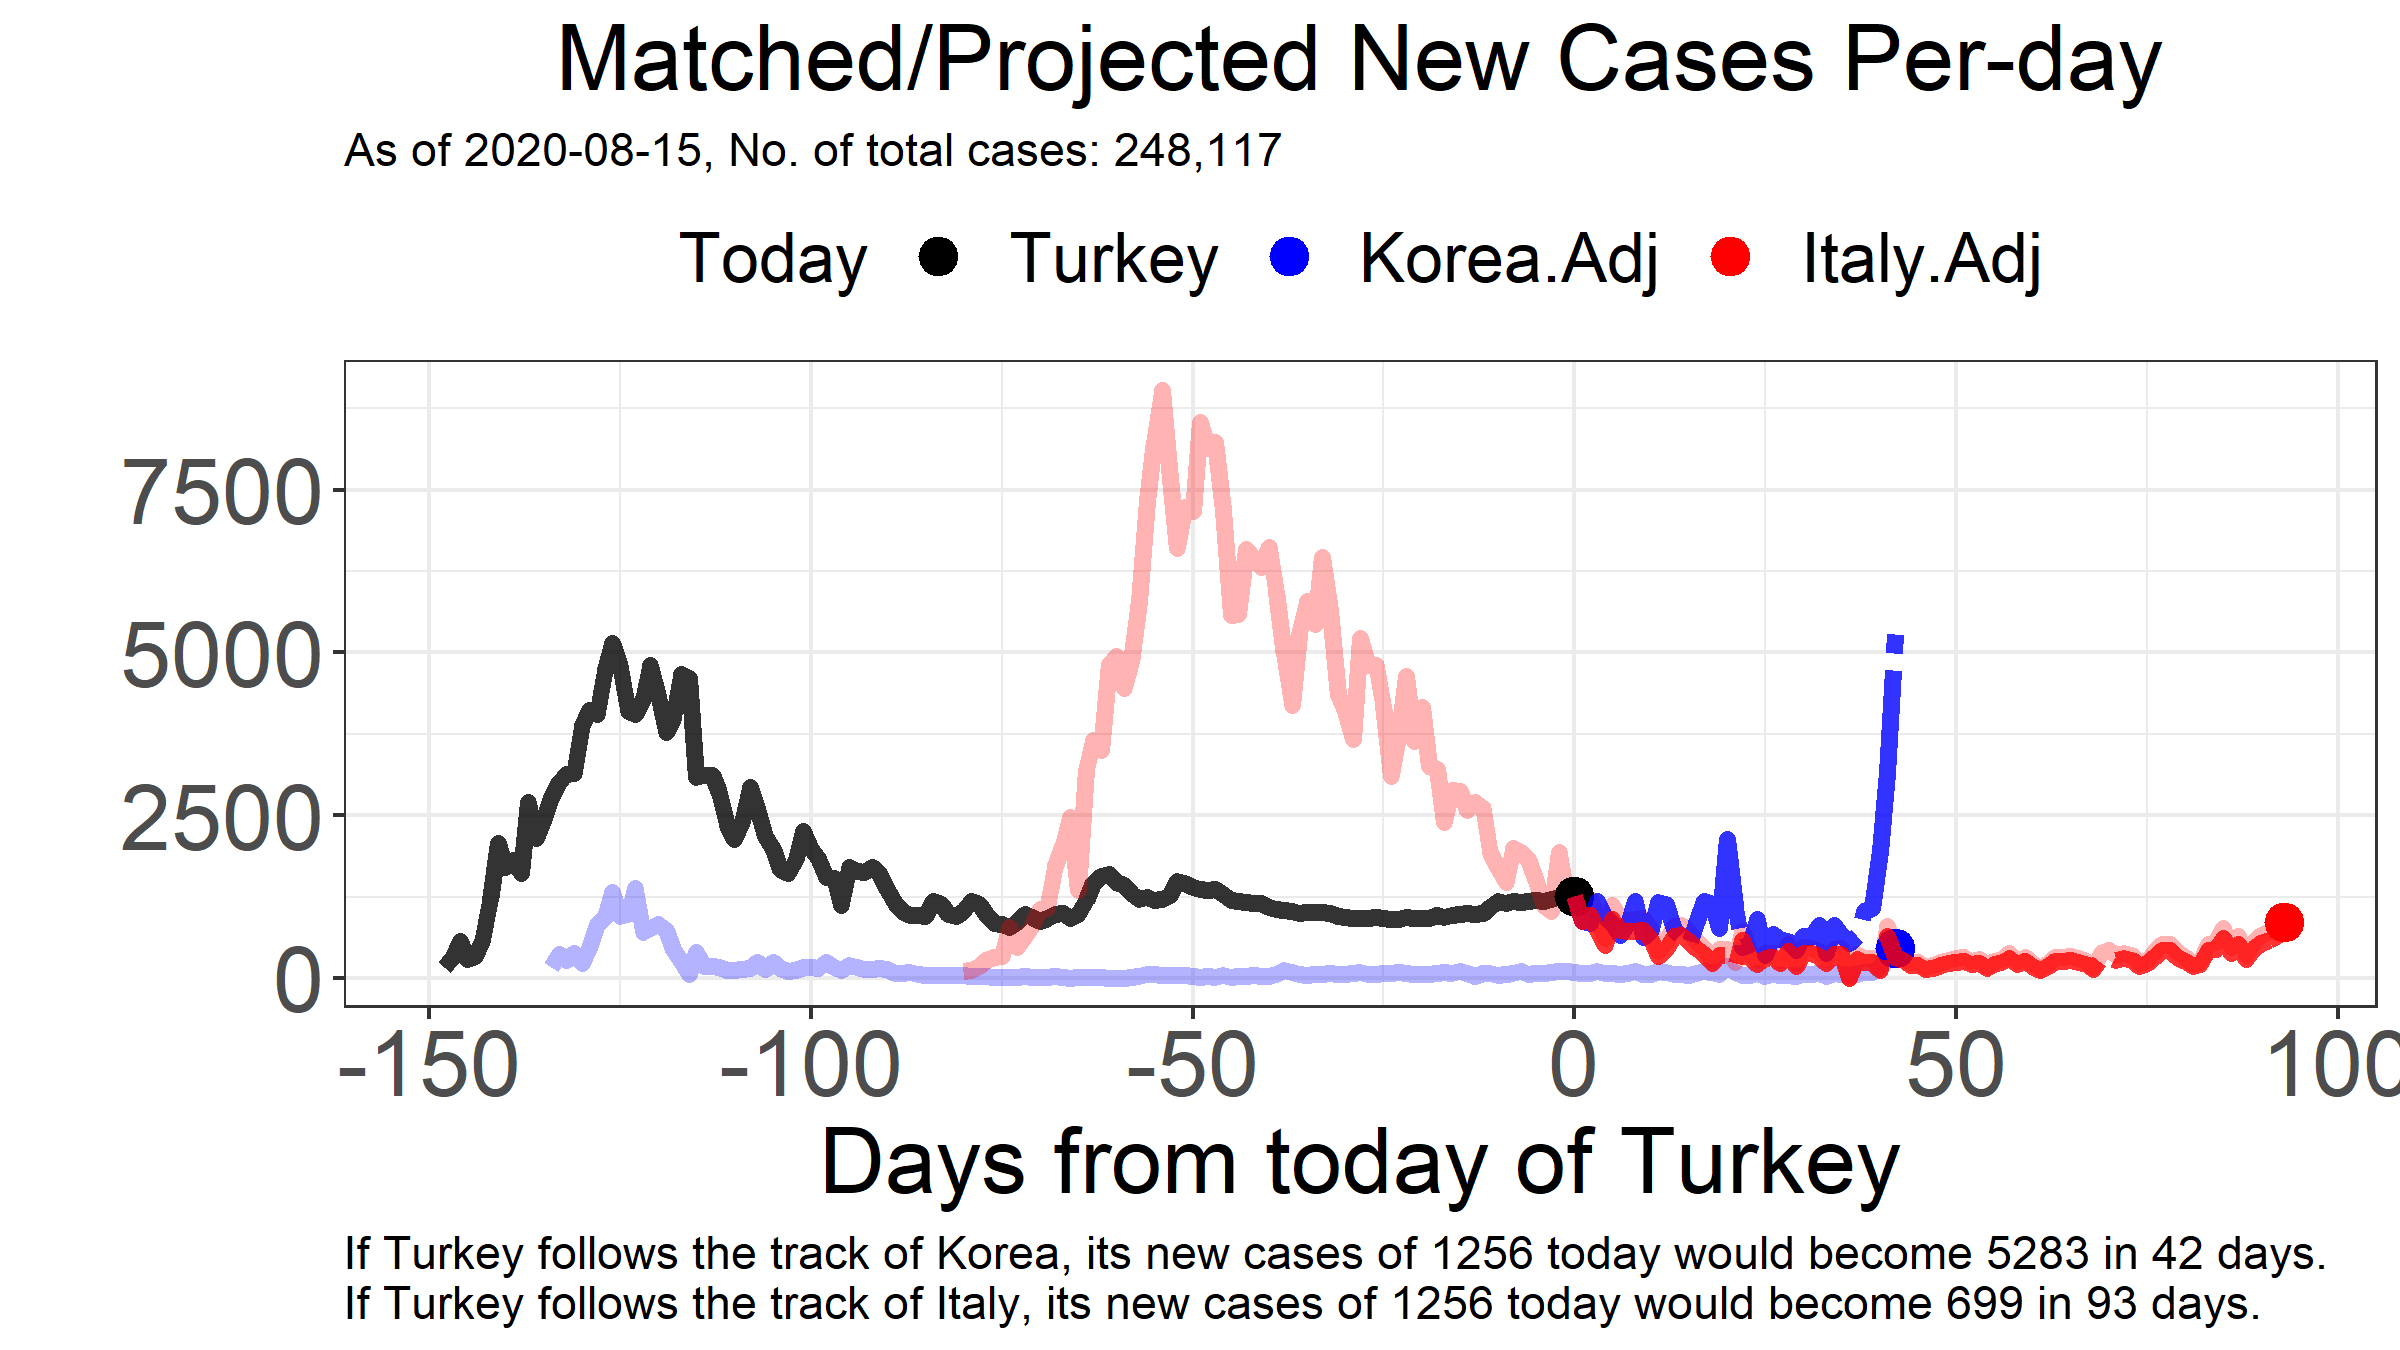 Matched/Projected New Cases Per-day
As of 2020-08-15, No. of total cases: 248,117
Today Turkey Korea.Adj Italy.Adj
7500
5000
2500
0
-150 -100 -50 0 50 100
Days from today of Turkey
If Turkey follows the track of Korea, its new cases of 1256 today would become 5283 in 42 days.
If Turkey follows the track of Italy, its new cases of 1256 today would become 699 in 93 days.